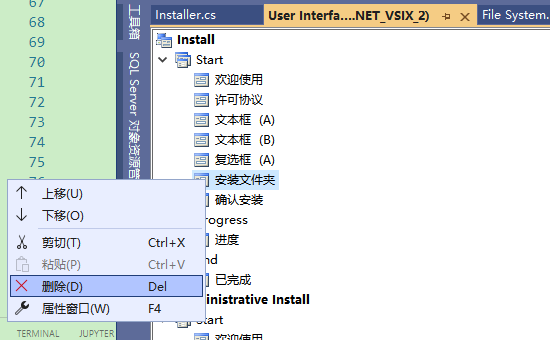 Installer.cs
User Interfa....NET_VSIX_2)
File System.
67
68
69
70
71
72
73
74
75
工具箱
SQL Server 对象资源管
Install
Start
欢迎使用
许可协议
文本框 (A)
文本框 (B)
复选框 (A)
安装文件夹
确认安装
rogress
进度
nd
已完成
ninistrative Install
Start
欢迎使用
上移(U)
下移(O)
剪切(T) Ctrl+X
粘贴(P) Ctrl+V
删除(D) Del
属性窗口(W) F4
TERMINAL JUPYTER